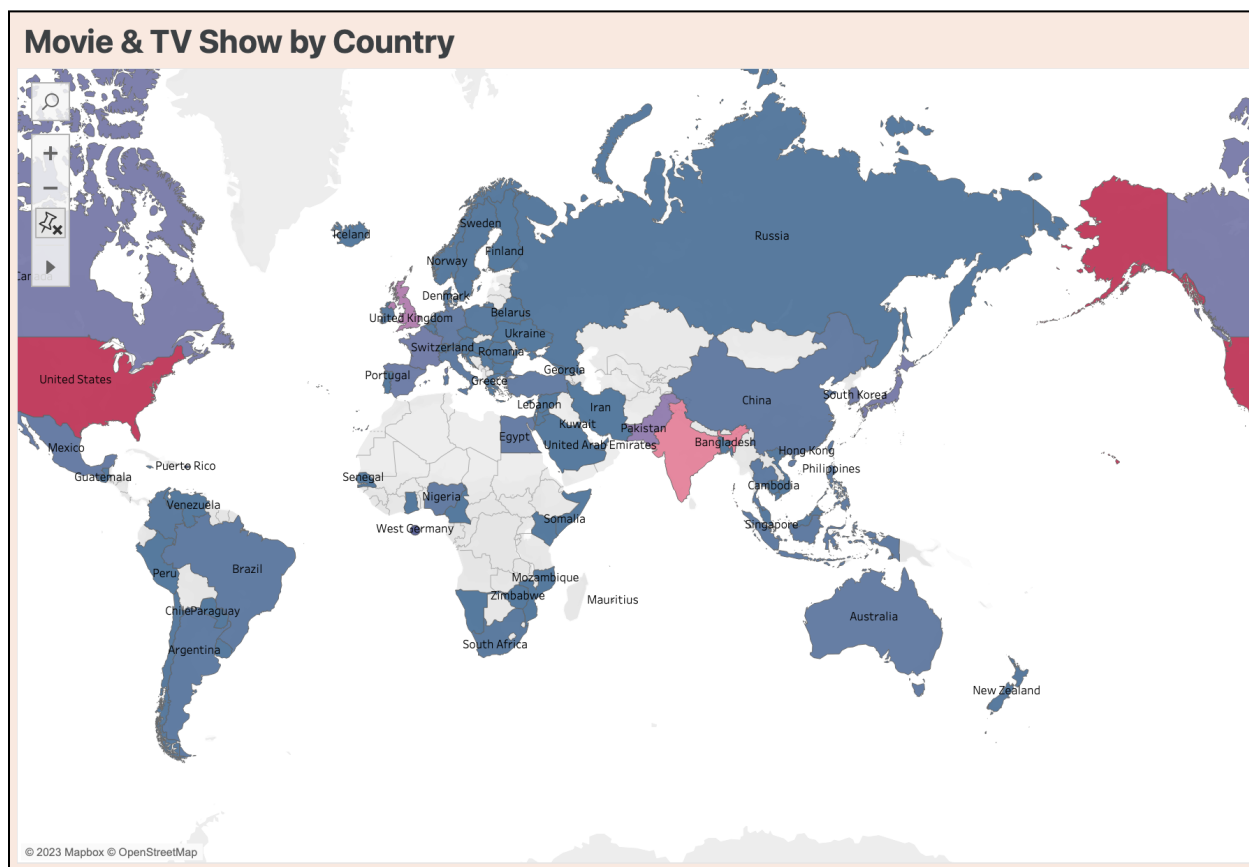 Movie & TV Show by Country
Iceland
Sweden
Russia
Finland
Norway
Canada
Denmark
Belarus
United Kingdom
Ukraine
Switzerland
Romania
Georgia
Portugal
United States
Greece
South Korea
China
Lebanon
Iran
Kuwait
Pakistan
Egypt
United Arab Emirates
Bangladesh
Mexico
Hong Kong
Puerto Rico
Philippines
Guatemala
Senegal
Cambodia
Venezuela
Nigeria
Somalia
Singapore
West Germany
Brazil
Peru
Mozambique
Zimbabwe
Mauritius
Chile
Paraguay
Australia
South Africa
Argentina
New Zealand
© 2023 Mapbox © OpenStreetMap